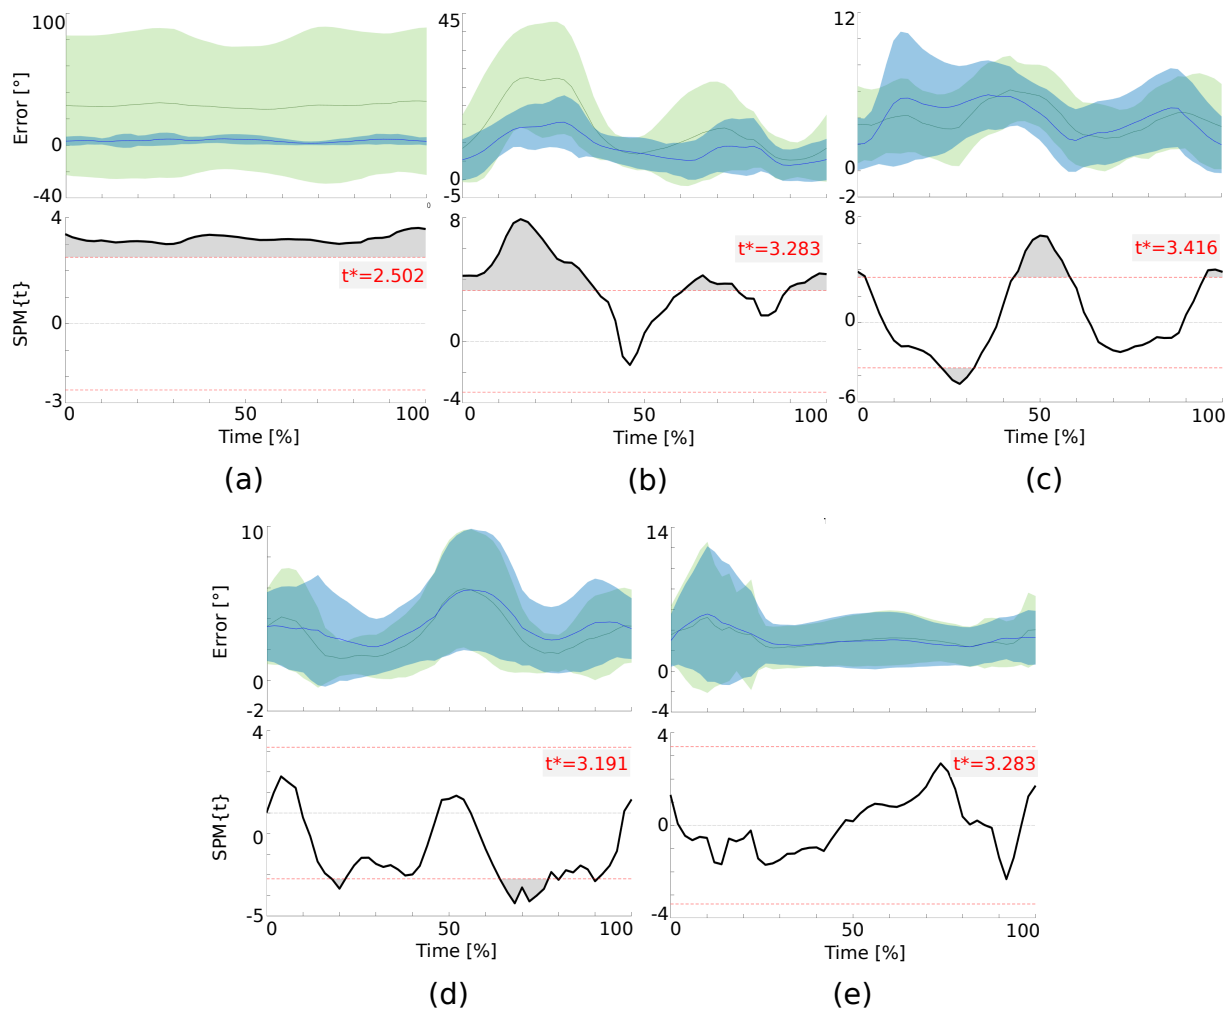 100
0
-40
Error [°]
45
0
-5
12
0
-2
0
4
0
-3
SPM{t}
t*=2.502
0 50 100
Time [%]
8
0
-4
t*=3.283
50 100
Time [%]
8
0
-6
t*=3.416
0 50 100
Time [%]
(a)
(b)
(c)
10
0
-2
Error [°]
14
0
-4
4
0
-5
SPM{t}
t*=3.191
0 50 100
Time [%]
4
0
-4
t*=3.283
0 50 100
Time [%]
(d)
(e)